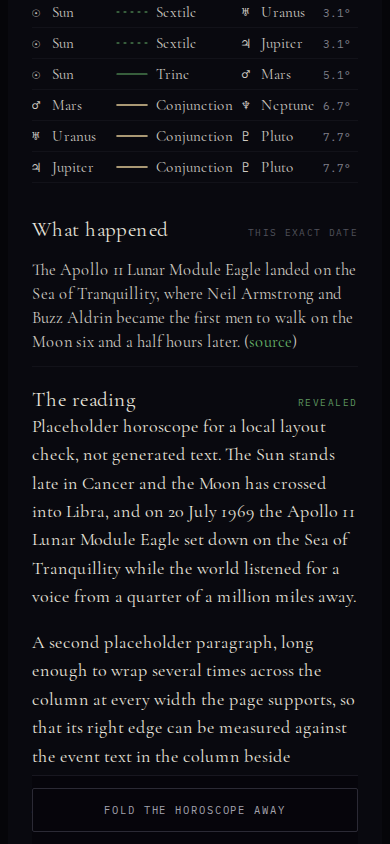 ☉ Sun Sextile ♅ Uranus 3.1°
☉ Sun Sextile ♃ Jupiter 3.1°
☉ Sun Trine ♂ Mars 5.1°
♂ Mars Conjunction ♆ Neptune 6.7°
♅ Uranus Conjunction ♇ Pluto 7.7°
♃ Jupiter Conjunction ♇ Pluto 7.7°
What happened THIS EXACT DATE
The Apollo 11 Lunar Module Eagle landed on the
Sea of Tranquillity, where Neil Armstrong and
Buzz Aldrin became the first men to walk on the
Moon six and a half hours later. (source)
The reading REVEALED
Placeholder horoscope for a local layout
check, not generated text. The Sun stands
late in Cancer and the Moon has crossed
into Libra, and on 20 July 1969 the Apollo 11
Lunar Module Eagle set down on the Sea of
Tranquillity while the world listened for a
voice from a quarter of a million miles away.
A second placeholder paragraph, long
enough to wrap several times across the
column at every width the page supports, so
that its right edge can be measured against
the event text in the column beside
FOLD THE HOROSCOPE AWAY